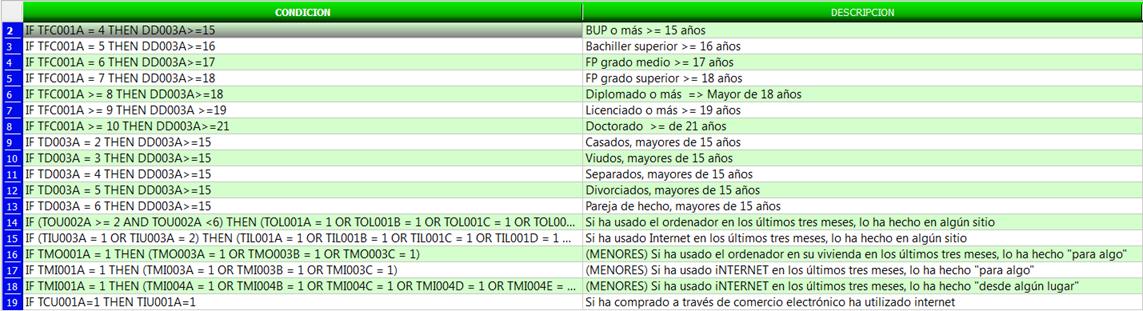 CONDICION DESCRIPCION
2 IF TFC001A = 4 THEN DD003A>=15 BUP o más >= 15 años
3 IF TFC001A = 5 THEN DD003A>=16 Bachiller superior >= 16 años
4 IF TFC001A = 6 THEN DD003A>=17 FP grado medio >= 17 años
5 IF TFC001A = 7 THEN DD003A>=18 FP grado superior >= 18 años
6 IF TFC001A >= 8 THEN DD003A>=18 Diplomado o más => Mayor de 18 años
7 IF TFC001A >= 9 THEN DD003A >=19 Licenciado o más >= 19 años
8 IF TFC001A >= 10 THEN DD003A>=21 Doctorado >= de 21 años
9 IF TD003A = 2 THEN DD003A>=15 Casados, mayores de 15 años
10 IF TD003A = 3 THEN DD003A>=15 Viudos, mayores de 15 años
11 IF TD003A = 4 THEN DD003A>=15 Separados, mayores de 15 años
12 IF TD003A = 5 THEN DD003A>=15 Divorciados, mayores de 15 años
13 IF TD003A = 6 THEN DD003A>=15 Pareja de hecho, mayores de 15 años
14 IF (TOU002A >= 2 AND TOU002A <6) THEN (TOL001A = 1 OR TOL001B = 1 OR TOL001C = 1 OR TOL00... Si ha usado el ordenador en los últimos tres meses, lo ha hecho en algún sitio
15 IF (TIU003A = 1 OR TIU003A = 2) THEN (TIL001A = 1 OR TIL001B = 1 OR TIL001C = 1 OR TIL001D = 1 ... Si ha usado Internet en los últimos tres meses, lo ha hecho en algún sitio
16 IF TMO001A = 1 THEN (TMO003A = 1 OR TMO003B = 1 OR TMO003C = 1) (MENORES) Si ha usado el ordenador en su vivienda en los últimos tres meses, lo ha hecho "para algo"
17 IF TMI001A = 1 THEN (TMI003A = 1 OR TMI003B = 1 OR TMI003C = 1) (MENORES) Si ha usado iNTERNET en los últimos tres meses, lo ha hecho "para algo"
18 IF TMI001A = 1 THEN (TMI004A = 1 OR TMI004B = 1 OR TMI004C = 1 OR TMI004D = 1 OR TMI004E = ... (MENORES) Si ha usado iNTERNET en los últimos tres meses, lo ha hecho "desde algún lugar"
19 IF TCU001A=1 THEN TIU001A=1 Si ha comprado a través de comercio electrónico ha utilizado internet